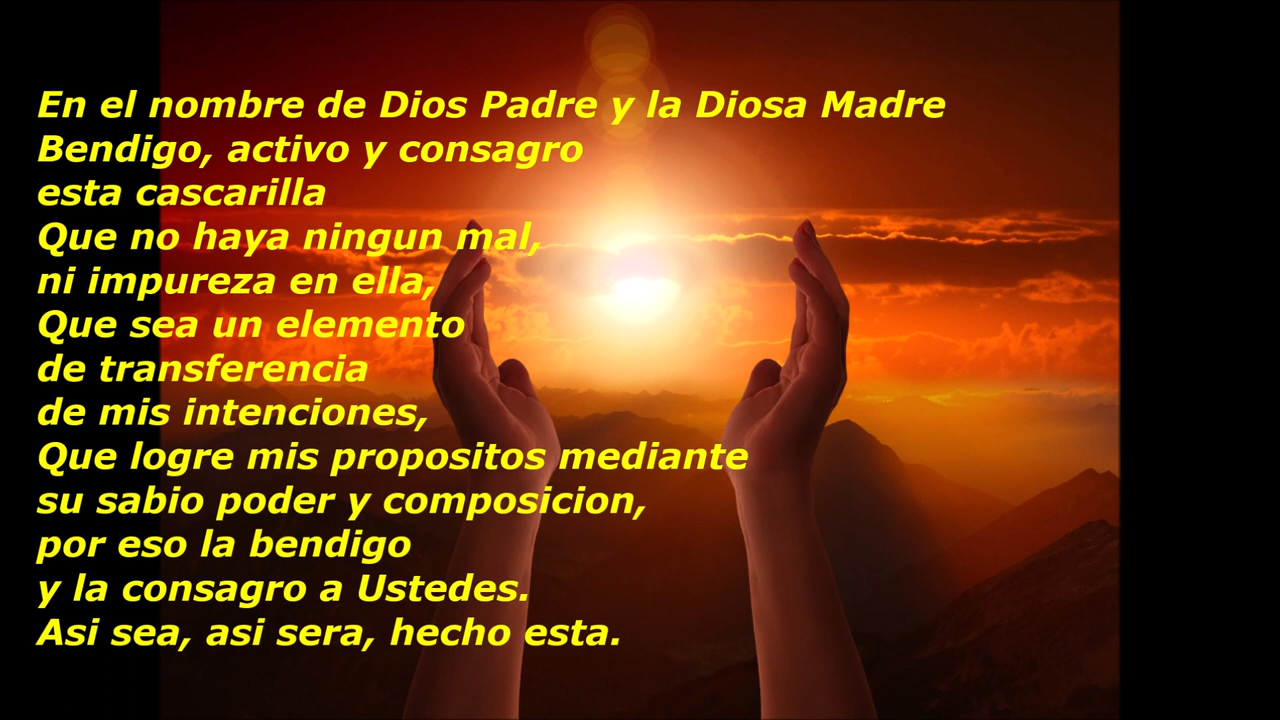 En el nombre de Dios Padre y la Diosa Madre
Bendigo, activo y consagro
esta cascarilla
Que no haya ningun mal,
ni impureza en ella,
Que sea un elemento
de transferencia
de mis intenciones,
Que logre mis propositos mediante
su sabio poder y composicion,
por eso la bendigo
y la consagro a Ustedes.
Asi sea, asi sera, hecho esta.